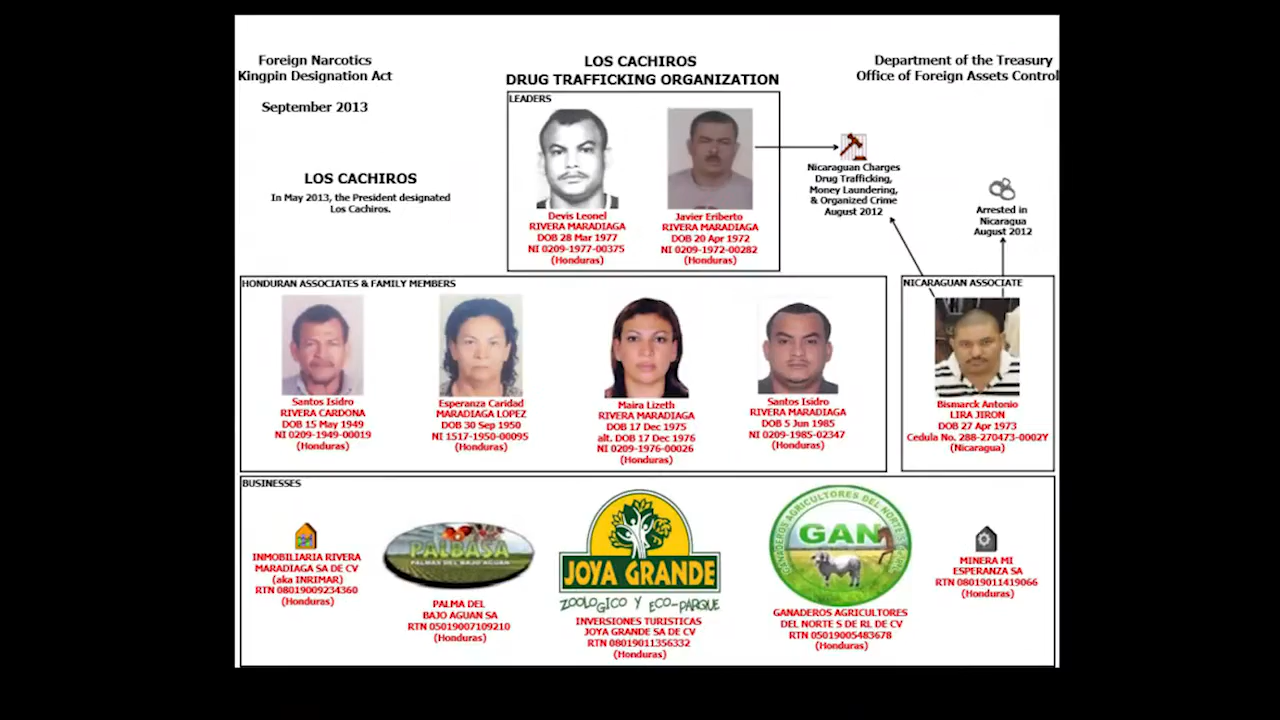 Foreign Narcotics
Kingpin Designation Act
September 2013
LOS CACHIROS
DRUG TRAFFICKING ORGANIZATION
Department of the Treasury
Office of Foreign Assets Control
LOS CACHIROS
In May 2013, the President designated
Los Cachiros.
LEADERS
Devis Leonel
RIVERA MARADIAGA
DOB 28 Mar 1977
NI 0209-1977-00375
(Honduras)
Javier Eriberto
RIVERA MARADIAGA
DOB 20 Apr 1972
NI 0209-1972-00282
(Honduras)
Nicaraguan Charges
Drug Trafficking,
Money Laundering,
& Organized Crime
August 2012
Arrested in
Nicaragua
August 2012
HONDURAN ASSOCIATES & FAMILY MEMBERS
Santos Isidro
RIVERA CARDONA
DOB 15 May 1949
NI 0209-1949-00019
(Honduras)
Esperanza Caridad
MARADIAGA LOPEZ
DOB 30 Sep 1950
NI 1517-1950-00095
(Honduras)
Maira Lizeth
RIVERA MARADIAGA
DOB 17 Dec 1975
alt. DOB 17 Dec 1976
NI 0209-1976-00026
(Honduras)
Santos Isidro
RIVERA MARADIAGA
DOB 5 Jun 1985
NI 0209-1985-02347
(Honduras)
NICARAGUAN ASSOCIATE
Bismarck Antonio
LIRA JIRON
DOB 27 Apr 1973
Cedula No. 288-270473-0002Y
(Nicaragua)
BUSINESSES
INMOBILIARIA RIVERA
MARADIAGA SA DE CV
(aka INRIMAR)
RTN 08019009234360
(Honduras)
PALBASA
PALMAS DEL BAJO AGUAN
PALMA DEL
BAJO AGUAN SA
RTN 05019007109210
(Honduras)
JOYA GRANDE
ZOOLOGICO Y ECO-PARQUE
INVERSIONES TURISTICAS
JOYA GRANDE SA DE CV
RTN 08019011356332
(Honduras)
GANADEROS AGRICULTORES DEL NORTE
GAN
GANADEROS AGRICULTORES
DEL NORTE S DE RL DE CV
RTN 05019005483678
(Honduras)
MINERA MI
ESPERANZA SA
RTN 08019011419066
(Honduras)